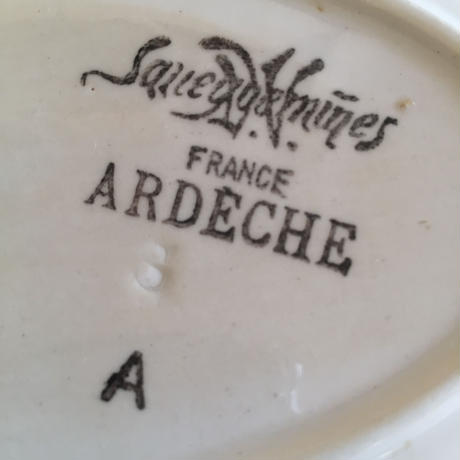 Sarreguemines
FRANCE
ARDÈCHE
A